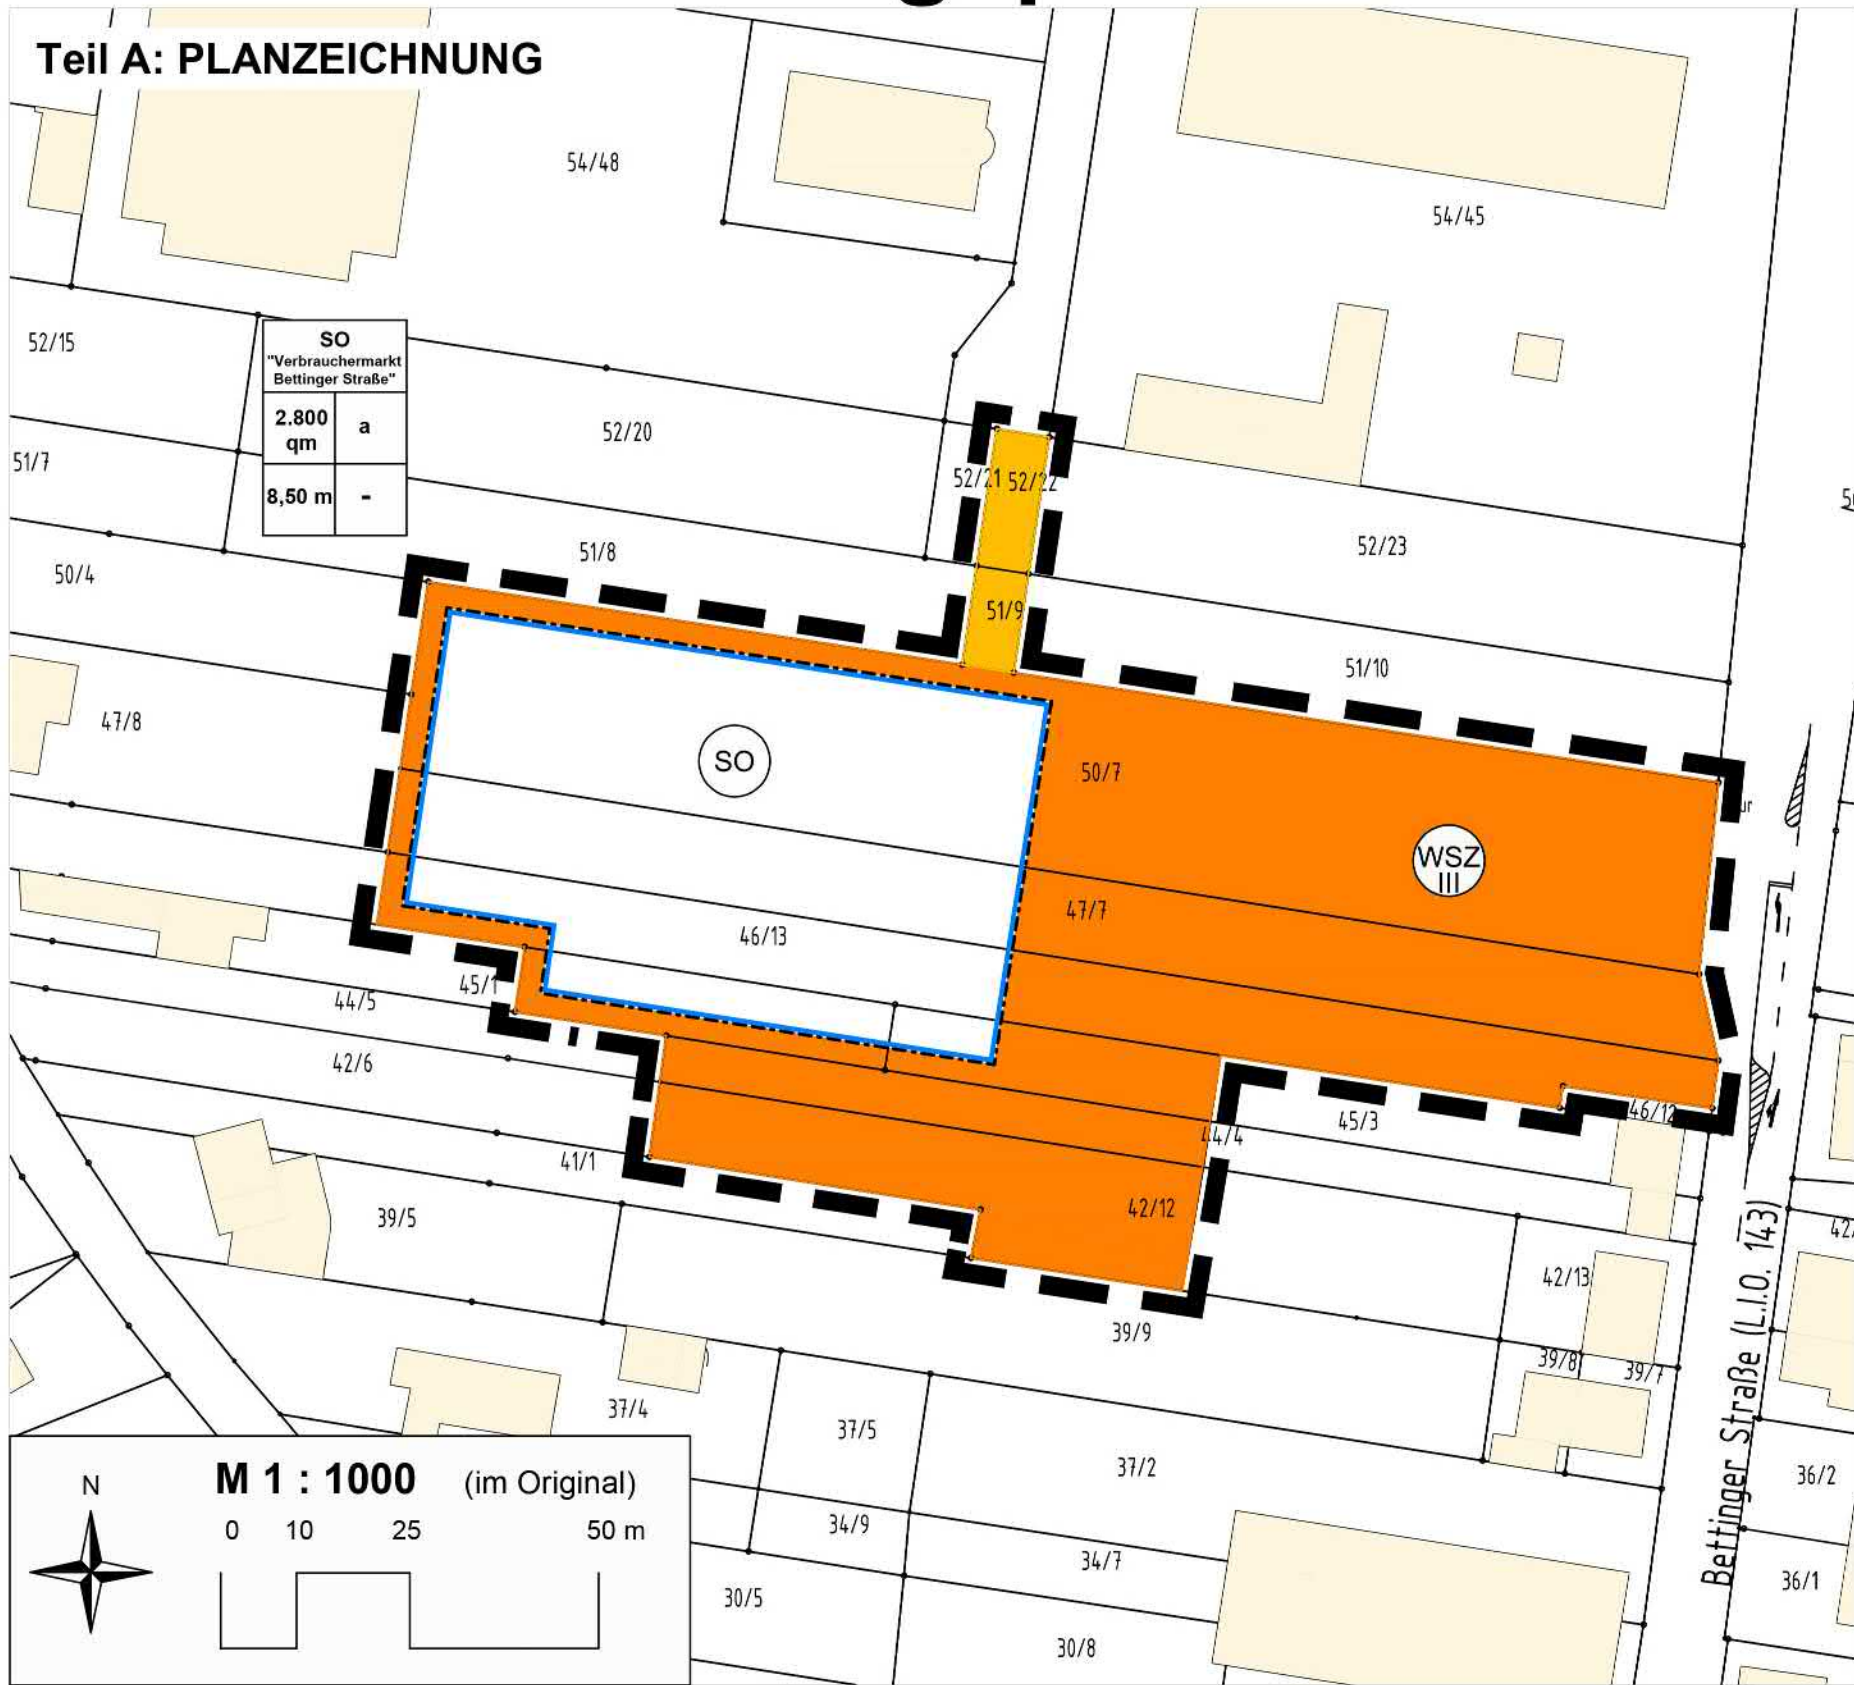 Teil A: PLANZEICHNUNG
54/48
54/45
52/15
SO
"Verbrauchermarkt
Bettinger Straße"
2.800
qm
a
8,50 m
-
52/20
51/7
52/21
52/22
52/23
51/8
50/4
51/9
51/10
47/8
SO
50/7
WSZ
III
47/7
46/13
45/1
44/5
42/6
46/12
45/3
44/4
41/1
42/12
39/5
42/13
39/9
39/8
39/7
37/4
37/5
37/2
36/2
34/9
34/7
36/1
30/5
30/8
Bettinger Straße (L.I.O. 143)
N
M 1 : 1000 (im Original)
0 10 25 50 m